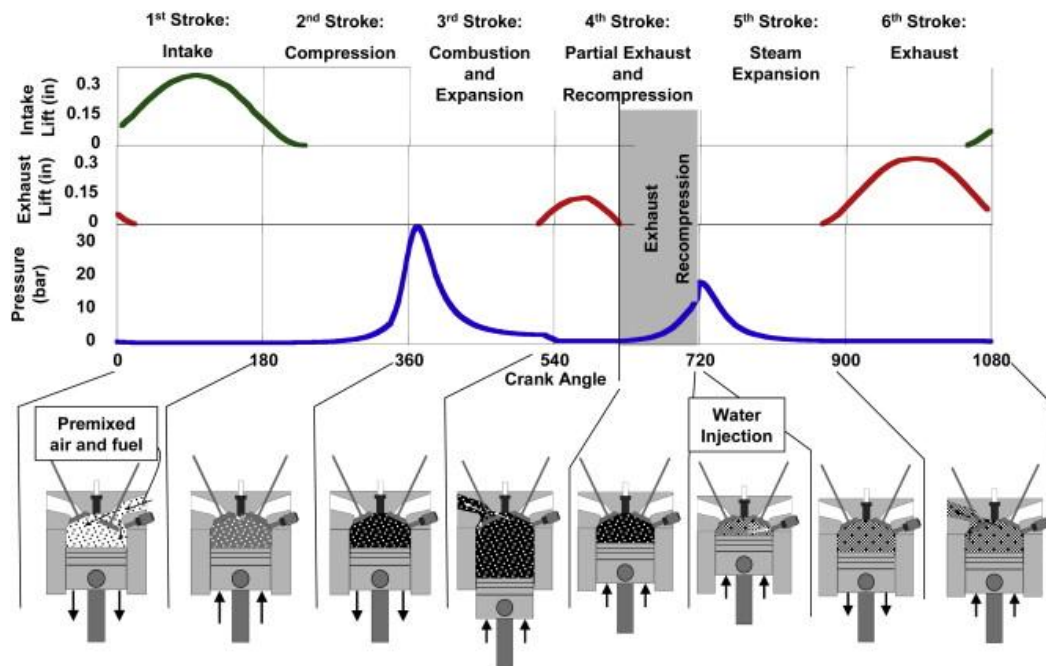 1st Stroke:
Intake
2nd Stroke:
Compression
3rd Stroke:
Combustion
and
Expansion
4th Stroke:
Partial Exhaust
and
Recompression
5th Stroke:
Steam
Expansion
6th Stroke:
Exhaust
Intake
Lift (in)
0.3
0.15
0
Exhaust
Lift (in)
0.3
0.15
0
Exhaust
Recompression
Pressure
(bar)
30
20
10
0
0
180
360
540
720
900
1080
Crank Angle
Premixed
air and fuel
Water
Injection